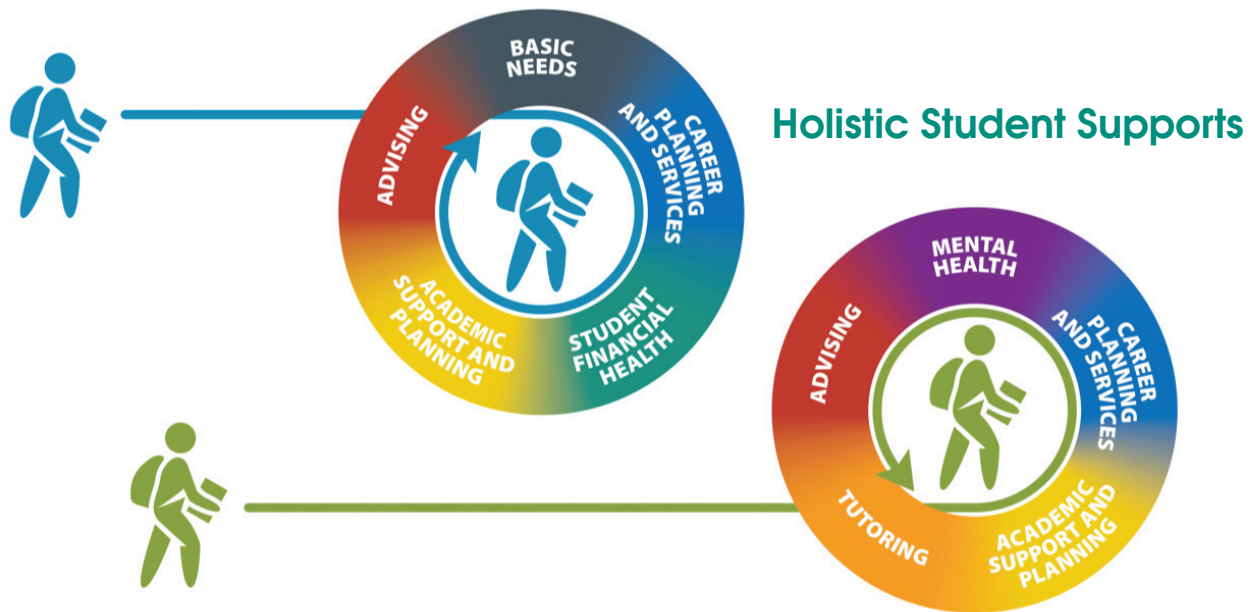 Holistic Student Supports
BASIC
NEEDS
CAREER
PLANNING
AND SERVICES
STUDENT
FINANCIAL
HEALTH
ACADEMIC
SUPPORT AND
PLANNING
ADVISING
MENTAL
HEALTH
CAREER
PLANNING
AND SERVICES
ACADEMIC
SUPPORT AND
PLANNING
TUTORING
ADVISING